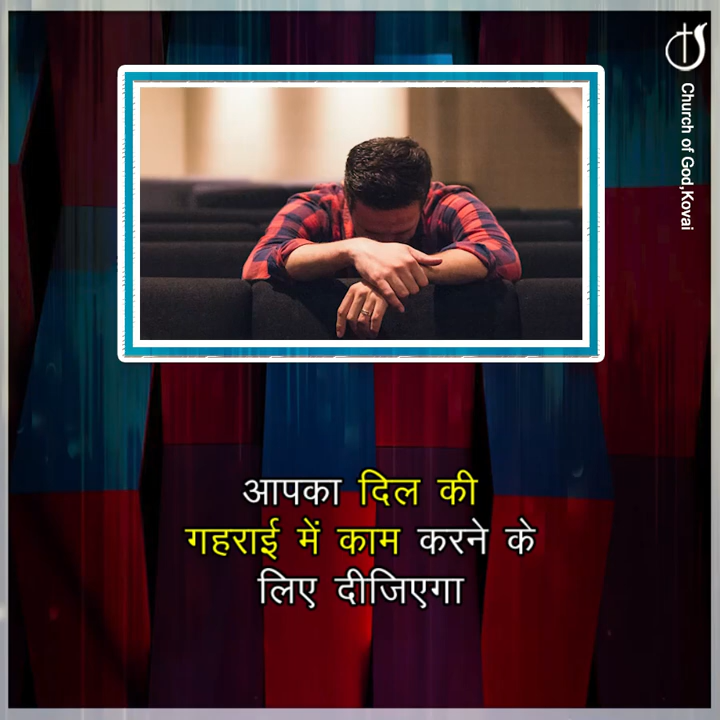 Church of God,Kovai
आपका दिल की
गहराई में काम करने के
लिए दीजिएगा